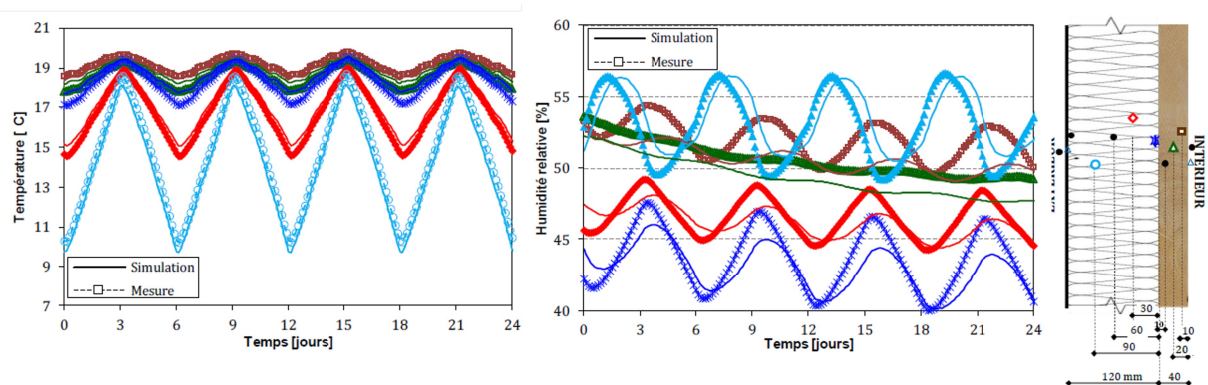 21
19
17
15
13
11
9
7
Température [ C]
Simulation
Mesure
0 3 6 9 12 15 18 21 24
Temps [jours]
60
55
50
45
40
Humidité relative [%]
Simulation
Mesure
0 3 6 9 12 15 18 21 24
Temps [jours]
INTERIEUR
30
10
60
10
90
20
120 mm
40